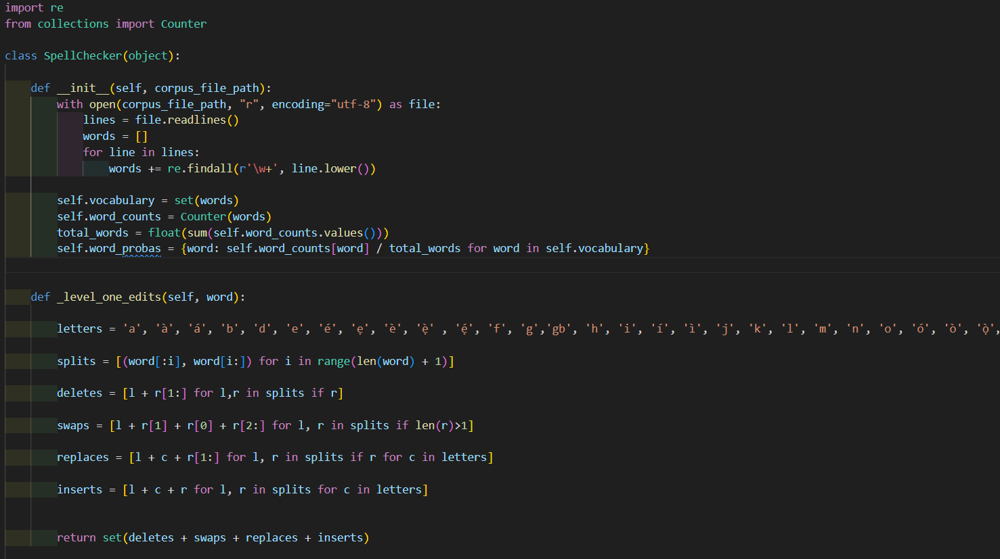 import re
from collections import Counter
class SpellChecker(object):
def __init__(self, corpus_file_path):
with open(corpus_file_path, "r", encoding="utf-8") as file:
lines = file.readlines()
words = []
for line in lines:
words += re.findall(r'\w+', line.lower())
self.vocabulary = set(words)
self.word_counts = Counter(words)
total_words = float(sum(self.word_counts.values()))
self.word_probas = {word: self.word_counts[word] / total_words for word in self.vocabulary}
def _level_one_edits(self, word):
letters = 'a', 'à', 'á', 'b', 'd', 'e', 'é', 'ẹ', 'è', 'ẹ̀' , 'ẹ́', 'f', 'g','gb', 'h', 'i', 'í', 'ì', 'j', 'k', 'l', 'm', 'n', 'o', 'ó', 'ò', 'ọ̀',
splits = [(word[:i], word[i:]) for i in range(len(word) + 1)]
deletes = [l + r[1:] for l,r in splits if r]
swaps = [l + r[1] + r[0] + r[2:] for l, r in splits if len(r)>1]
replaces = [l + c + r[1:] for l, r in splits if r for c in letters]
inserts = [l + c + r for l, r in splits for c in letters]
return set(deletes + swaps + replaces + inserts)